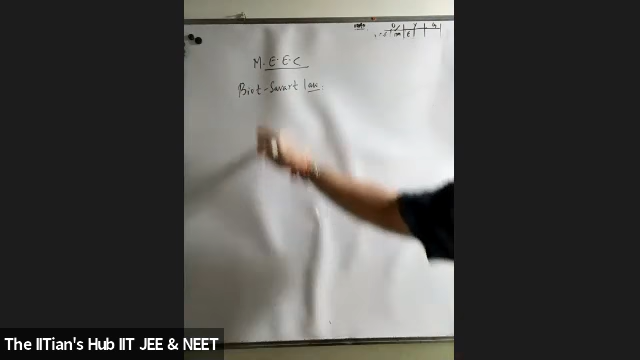 M.E.E.C
Biot-Savart law.
The IITian's Hub IIT JEE & NEET